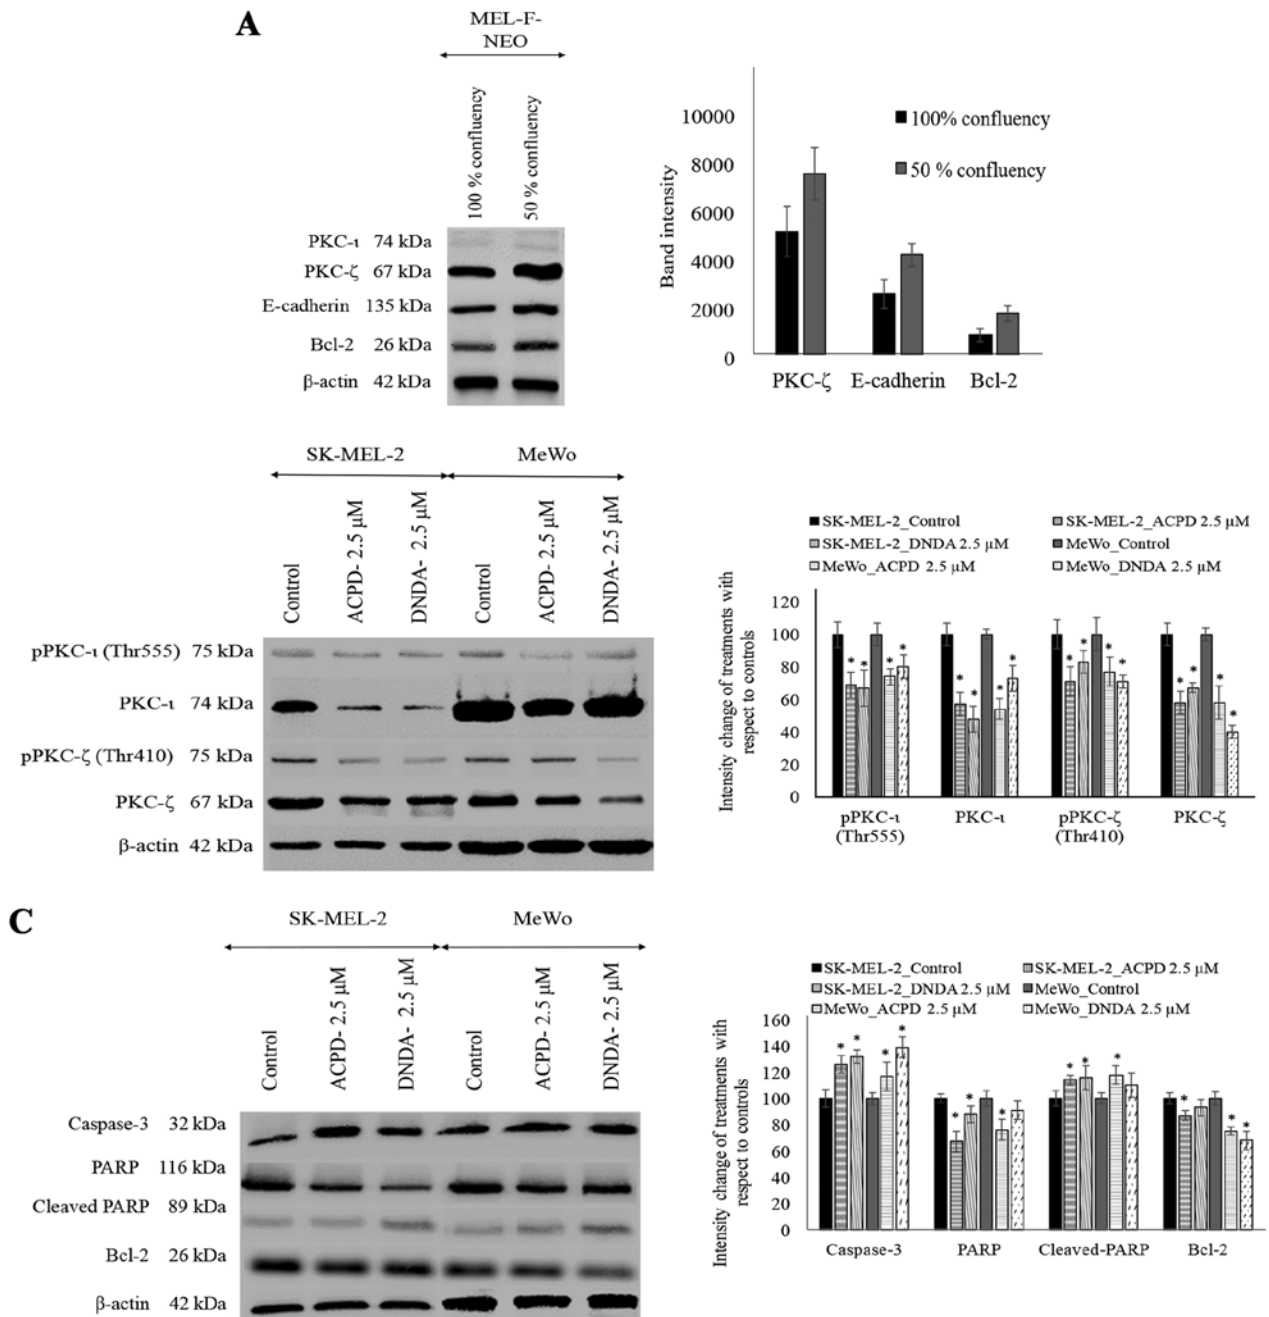 A
MEL-F-
NEO
100 % confluency
50 % confluency
PKC-ι 74 kDa
PKC-ζ 67 kDa
E-cadherin 135 kDa
Bcl-2 26 kDa
β-actin 42 kDa
Band intensity
10000
8000
6000
4000
2000
0
100% confluency
50 % confluency
PKC-ζ E-cadherin Bcl-2
SK-MEL-2 MeWo
Control
ACPD- 2.5 µM
DNDA- 2.5 µM
Control
ACPD- 2.5 µM
DNDA- 2.5 µM
pPKC-ι (Thr555) 75 kDa
PKC-ι 74 kDa
pPKC-ζ (Thr410) 75 kDa
PKC-ζ 67 kDa
β-actin 42 kDa
SK-MEL-2_Control SK-MEL-2_ACPD 2.5 µM
SK-MEL-2_DNDA 2.5 µM MeWo_Control
MeWo_ACPD 2.5 µM MeWo_DNDA 2.5 µM
Intensity change of treatments with
respect to controls
120
100
80
60
40
20
0
* * * * * * * * * * * * * * * *
pPKC-ι PKC-ι pPKC-ζ PKC-ζ
(Thr555) (Thr410)
C
SK-MEL-2 MeWo
Control
ACPD- 2.5 µM
DNDA- 2.5 µM
Control
ACPD- 2.5 µM
DNDA- 2.5 µM
Caspase-3 32 kDa
PARP 116 kDa
Cleaved PARP 89 kDa
Bcl-2 26 kDa
β-actin 42 kDa
SK-MEL-2_Control SK-MEL-2_ACPD 2.5 µM
SK-MEL-2_DNDA 2.5 µM MeWo_Control
MeWo_ACPD 2.5 µM MeWo_DNDA 2.5 µM
Intensity change of treatments with
respect to controls
160
140
120
100
80
60
40
20
0
* * * * * * * * * * * * *
Caspase-3 PARP Cleaved-PARP Bcl-2